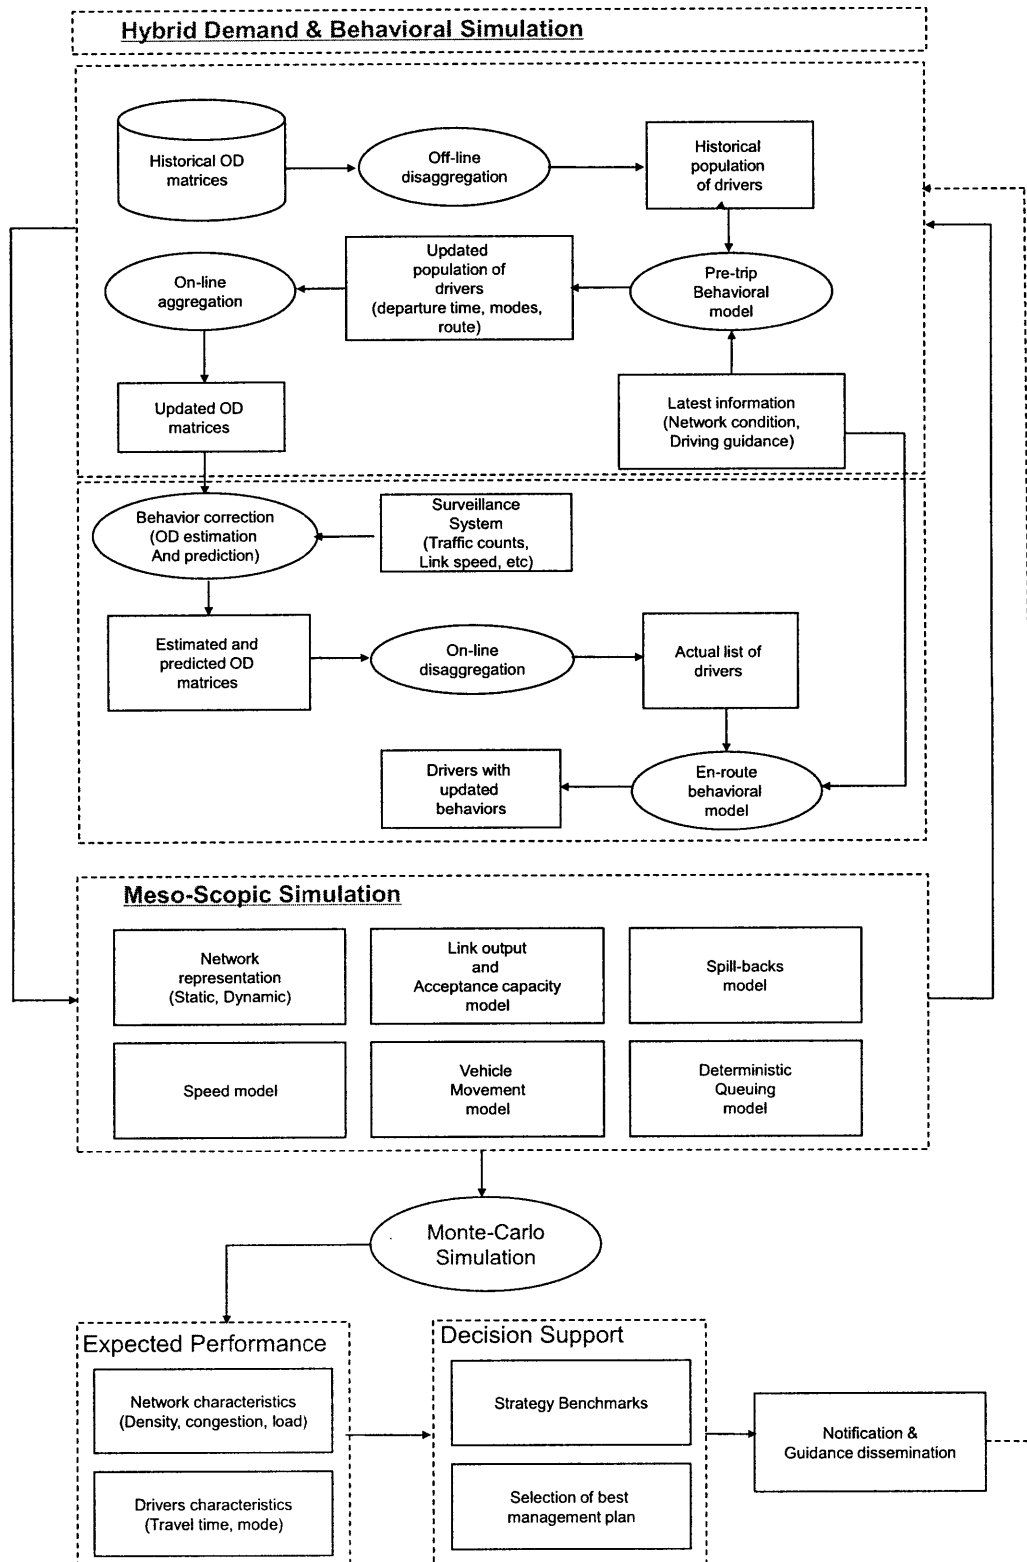 Hybrid Demand & Behavioral Simulation
Historical OD
matrices
Off-line
disaggregation
Historical
population
of drivers
On-line
aggregation
Updated
population of
drivers
(departure time, modes,
route)
Pre-trip
Behavioral
model
Updated OD
matrices
Latest information
(Network condition,
Driving guidance)
Behavior correction
(OD estimation
And prediction)
Surveillance
System
(Traffic counts,
Link speed, etc)
Estimated and
predicted OD
matrices
On-line
disaggregation
Actual list of
drivers
Drivers with
updated
behaviors
En-route
behavioral
model
Meso-Scopic Simulation
Network
representation
(Static, Dynamic)
Link output
and
Acceptance capacity
model
Spill-backs
model
Speed model
Vehicle
Movement
model
Deterministic
Queuing
model
Monte-Carlo
Simulation
Expected Performance
Network characteristics
(Density, congestion, load)
Drivers characteristics
(Travel time, mode)
Decision Support
Strategy Benchmarks
Selection of best
management plan
Notification &
Guidance dissemination